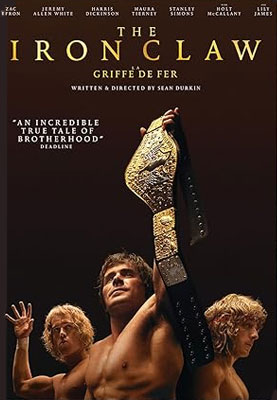 ZAC EFRON JEREMY ALLEN WHITE HARRIS DICKINSON MAURA TIERNEY STANLEY SIMONS HOLT McCALLANY LILY JAMES
THE
IRON CLAW
LA
GRIFFE DE FER
WRITTEN & DIRECTED BY SEAN DURKIN
"AN INCREDIBLE
TRUE TALE OF
BROTHERHOOD"
DEADLINE